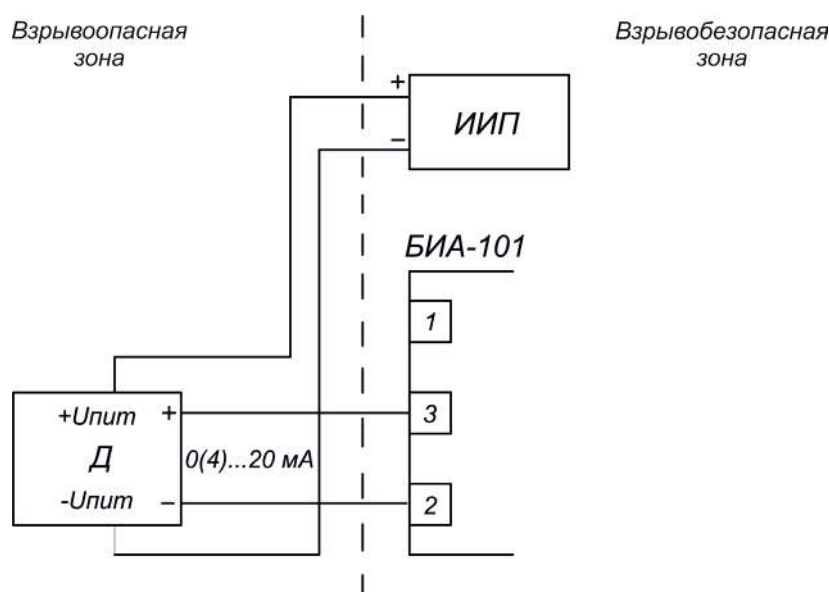 Взрывоопасная
зона
Взрывобезопасная
зона
+
ИИП
–
БИА-101
1
+Uпит +
3
Д
0(4)...20 мА
-Uпит –
2